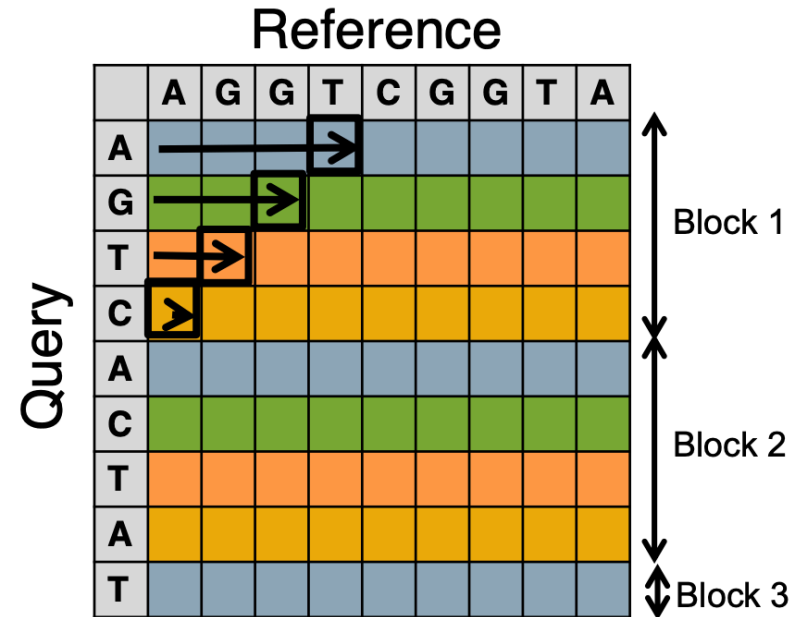 Reference
A G G T C G G T A
A
G
T
C
A
C
T
A
T
Query
Block 1
Block 2
Block 3